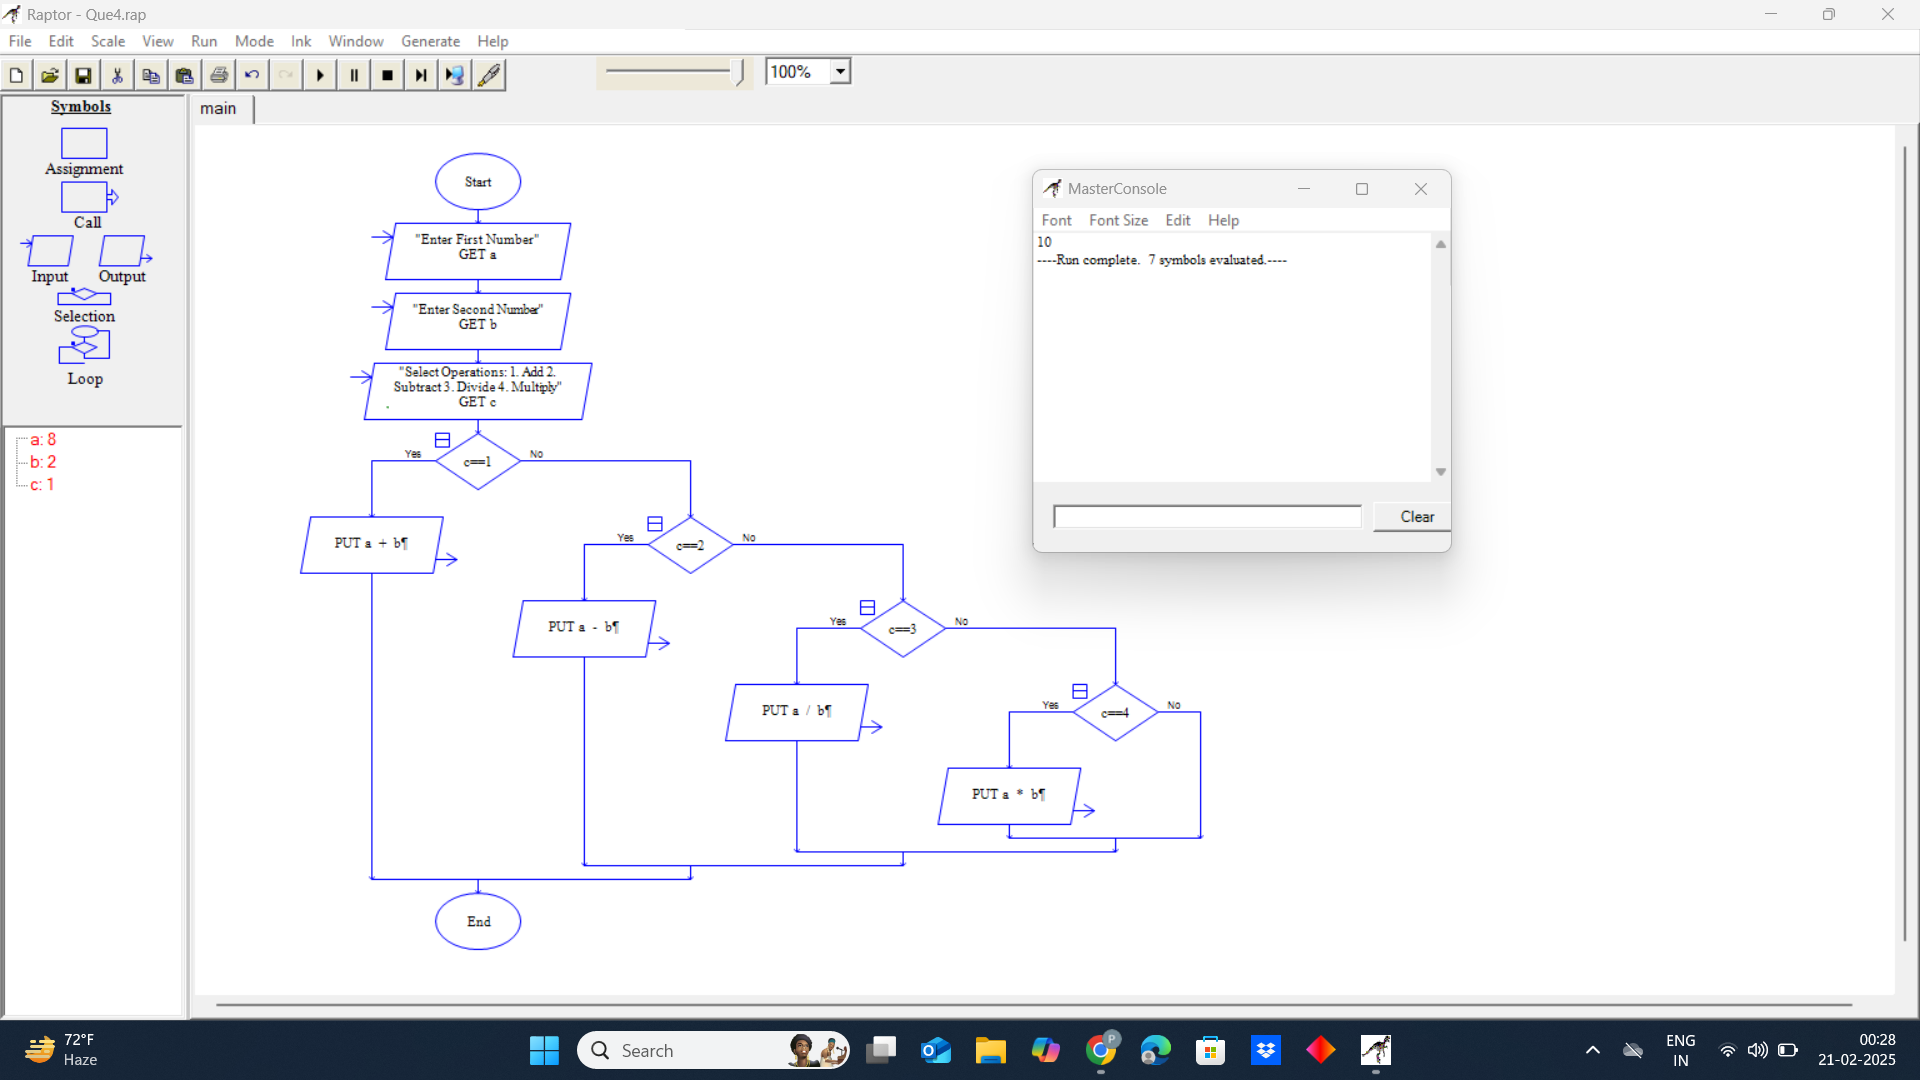 Raptor - Que4.rap
File Edit Scale View Run Mode Ink Window Generate Help
100%
Symbols
Assignment
Call
Input Output
Selection
Loop
a: 8
b: 2
c: 1
main
Start
"Enter First Number"
GET a
"Enter Second Number"
GET b
"Select Operations: 1. Add 2.
Subtract 3. Divide 4. Multiply"
GET c
Yes c==1 No
PUT a + b¶
Yes c==2 No
PUT a - b¶
Yes c==3 No
PUT a / b¶
Yes c==4 No
PUT a * b¶
End
MasterConsole
Font Font Size Edit Help
10
----Run complete. 7 symbols evaluated.----
Clear
72°F
Haze
Search
P
ENG
IN
00:28
21-02-2025